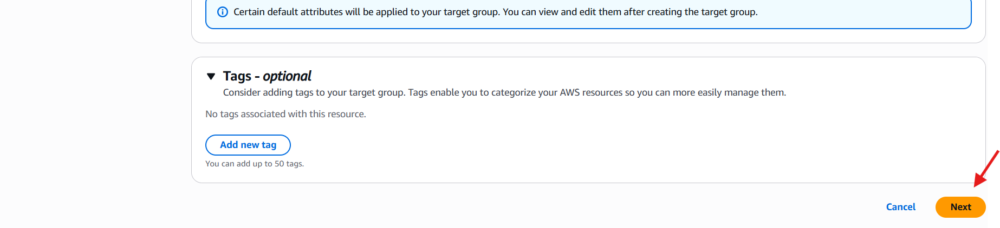 Certain default attributes will be applied to your target group. You can view and edit them after creating the target group.
Tags - optional
Consider adding tags to your target group. Tags enable you to categorize your AWS resources so you can more easily manage them.
No tags associated with this resource.
Add new tag
You can add up to 50 tags.
Cancel
Next